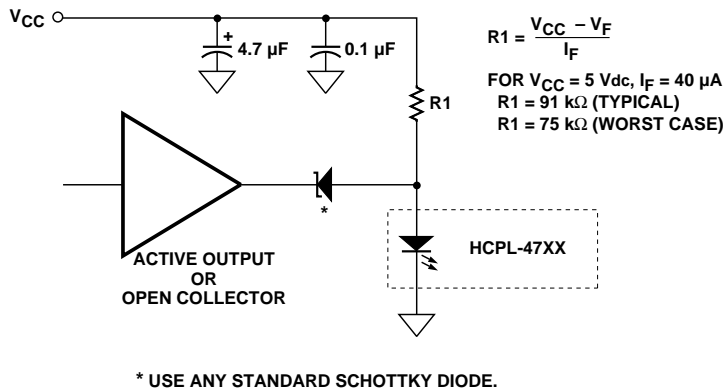 VCC
+
4.7 µF
0.1 µF
R1
R1 = VCC – VF
IF
FOR VCC = 5 Vdc, IF = 40 µA
R1 = 91 kΩ (TYPICAL)
R1 = 75 kΩ (WORST CASE)
*
HCPL-47XX
ACTIVE OUTPUT
OR
OPEN COLLECTOR
* USE ANY STANDARD SCHOTTKY DIODE.